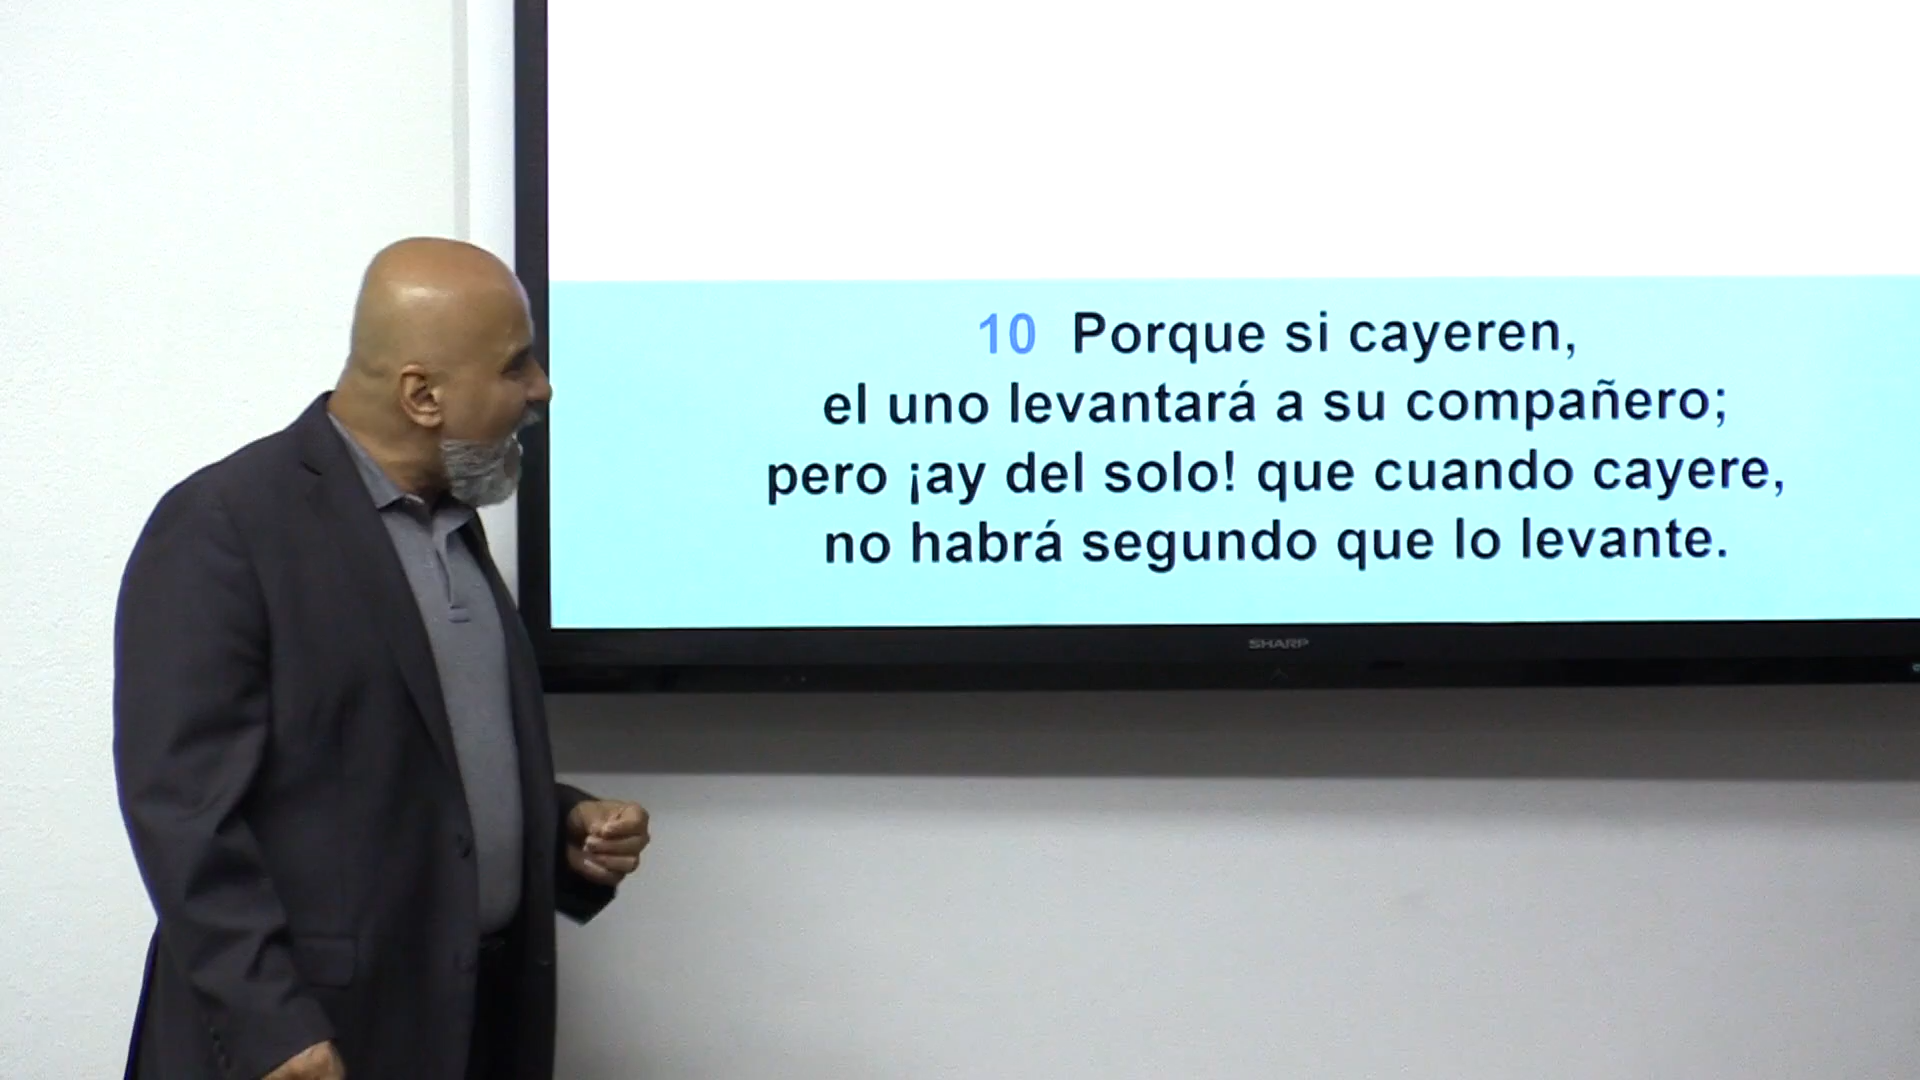 10 Porque si cayeren,
el uno levantará a su compañero;
pero ¡ay del solo! que cuando cayere,
no habrá segundo que lo levante.
SHARP